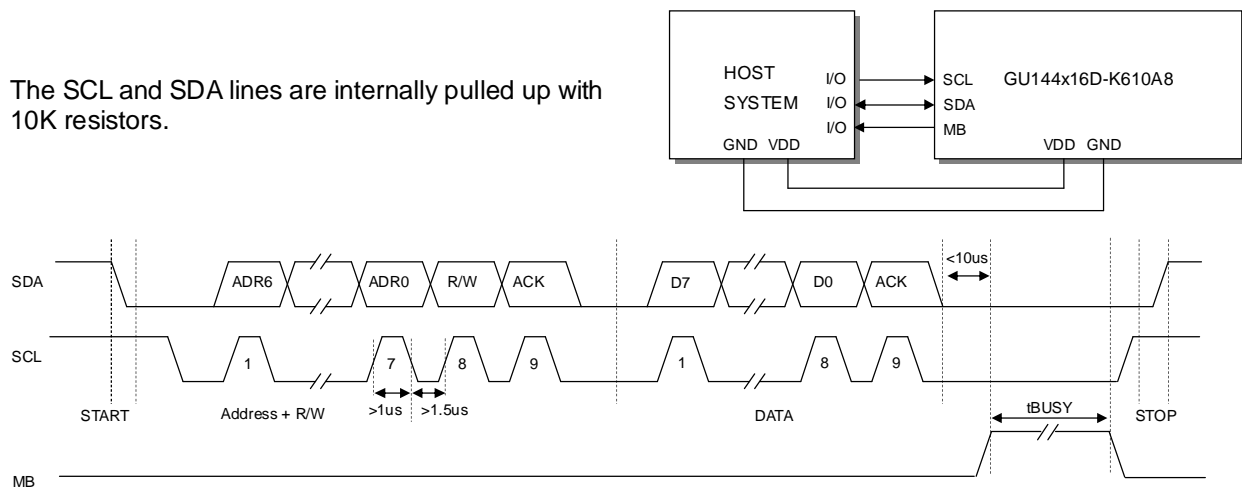 The SCL and SDA lines are internally pulled up with
10K resistors.
HOST
SYSTEM
I/O
I/O
I/O
GND VDD
SCL
SDA
MB
GU144x16D-K610A8
VDD GND
SDA
ADR6
ADR0
R/W
ACK
D7
D0
ACK
<10us
SCL
1
7
8
9
1
8
9
>1us
>1.5us
START
Address + R/W
DATA
tBUSY
STOP
MB